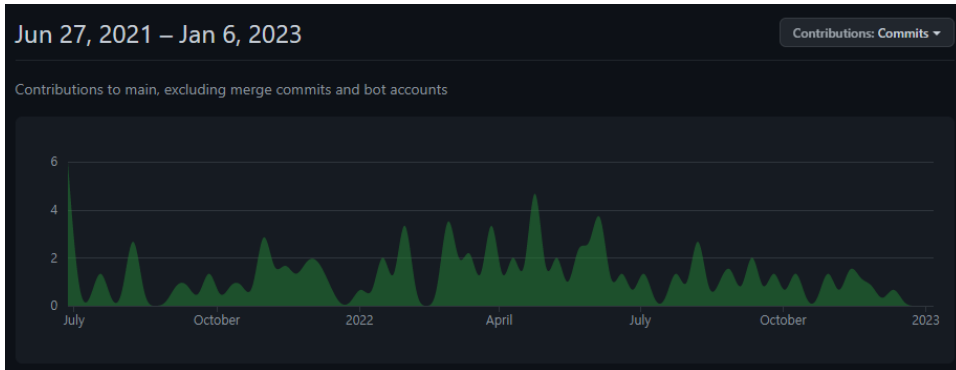 Jun 27, 2021 – Jan 6, 2023
Contributions: Commits
Contributions to main, excluding merge commits and bot accounts
6
4
2
0
July October 2022 April July October 2023